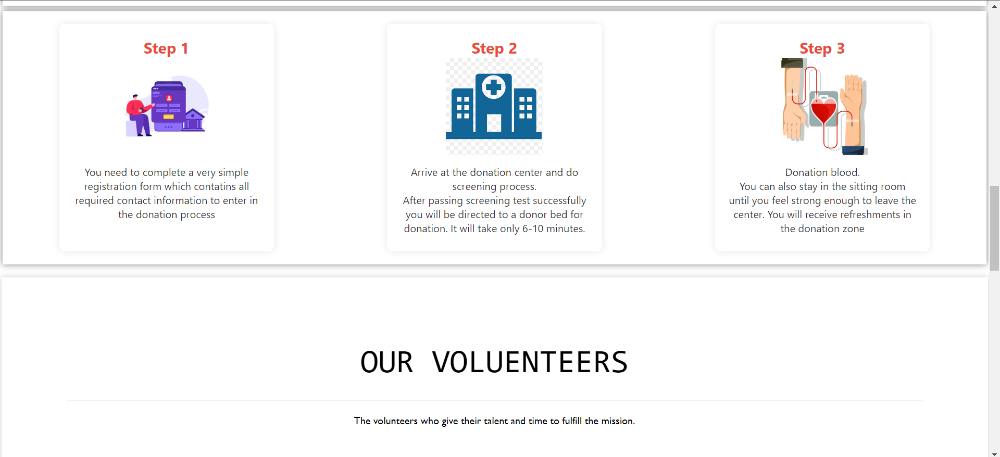 Step 1
You need to complete a very simple
registration form which contatins all
required contact information to enter in
the donation process
Step 2
Arrive at the donation center and do
screening process.
After passing screening test successfully
you will be directed to a donor bed for
donation. It will take only 6-10 minutes.
Step 3
Donation blood.
You can also stay in the sitting room
until you feel strong enough to leave the
center. You will receive refreshments in
the donation zone
OUR VOLUENTEERS
The volunteers who give their talent and time to fulfill the mission.